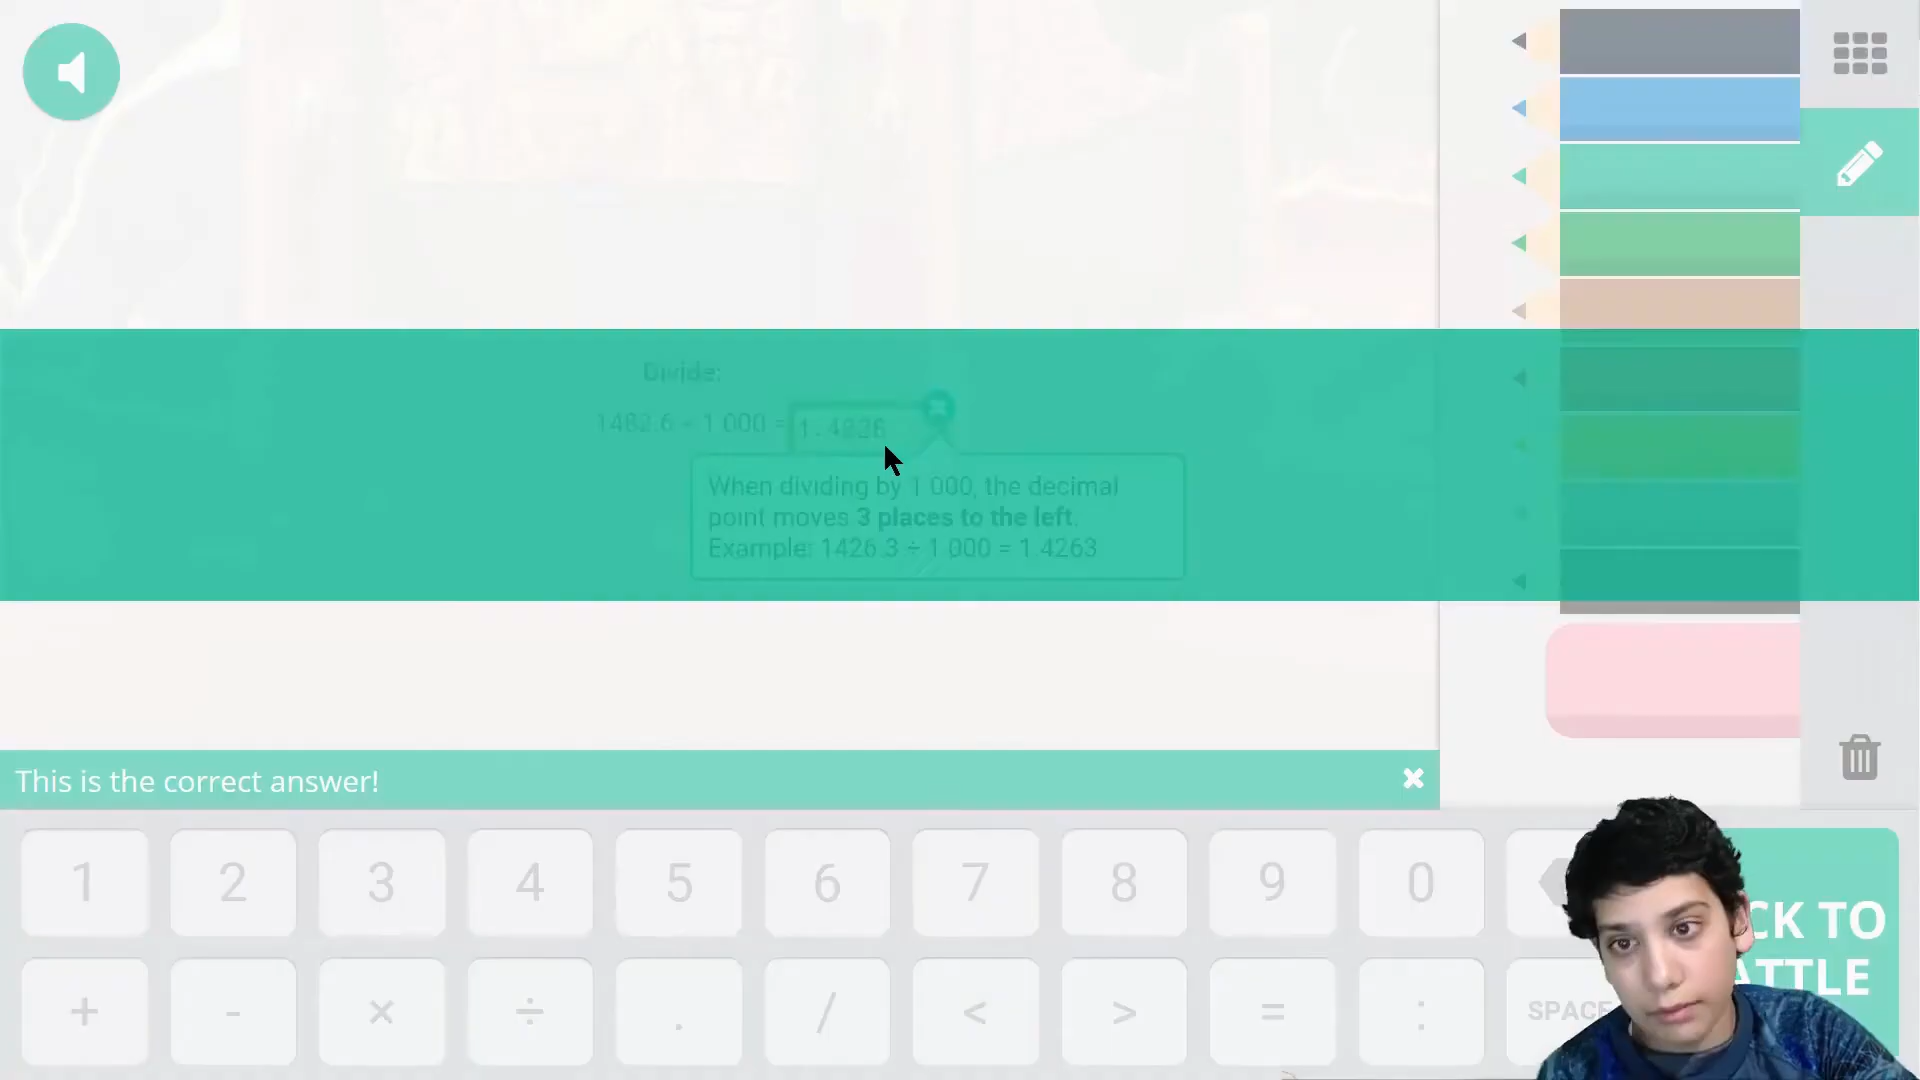 Divide:
1482.6 ÷ 1 000 = 1.4826
When dividing by 1 000, the decimal
point moves 3 places to the left.
Example: 1426.3 ÷ 1 000 = 1.4263
This is the correct answer!
1 2 3 4 5 6 7 8 9 0
CK TO
ATTLE
+ - × ÷ . / < > = : SPACE